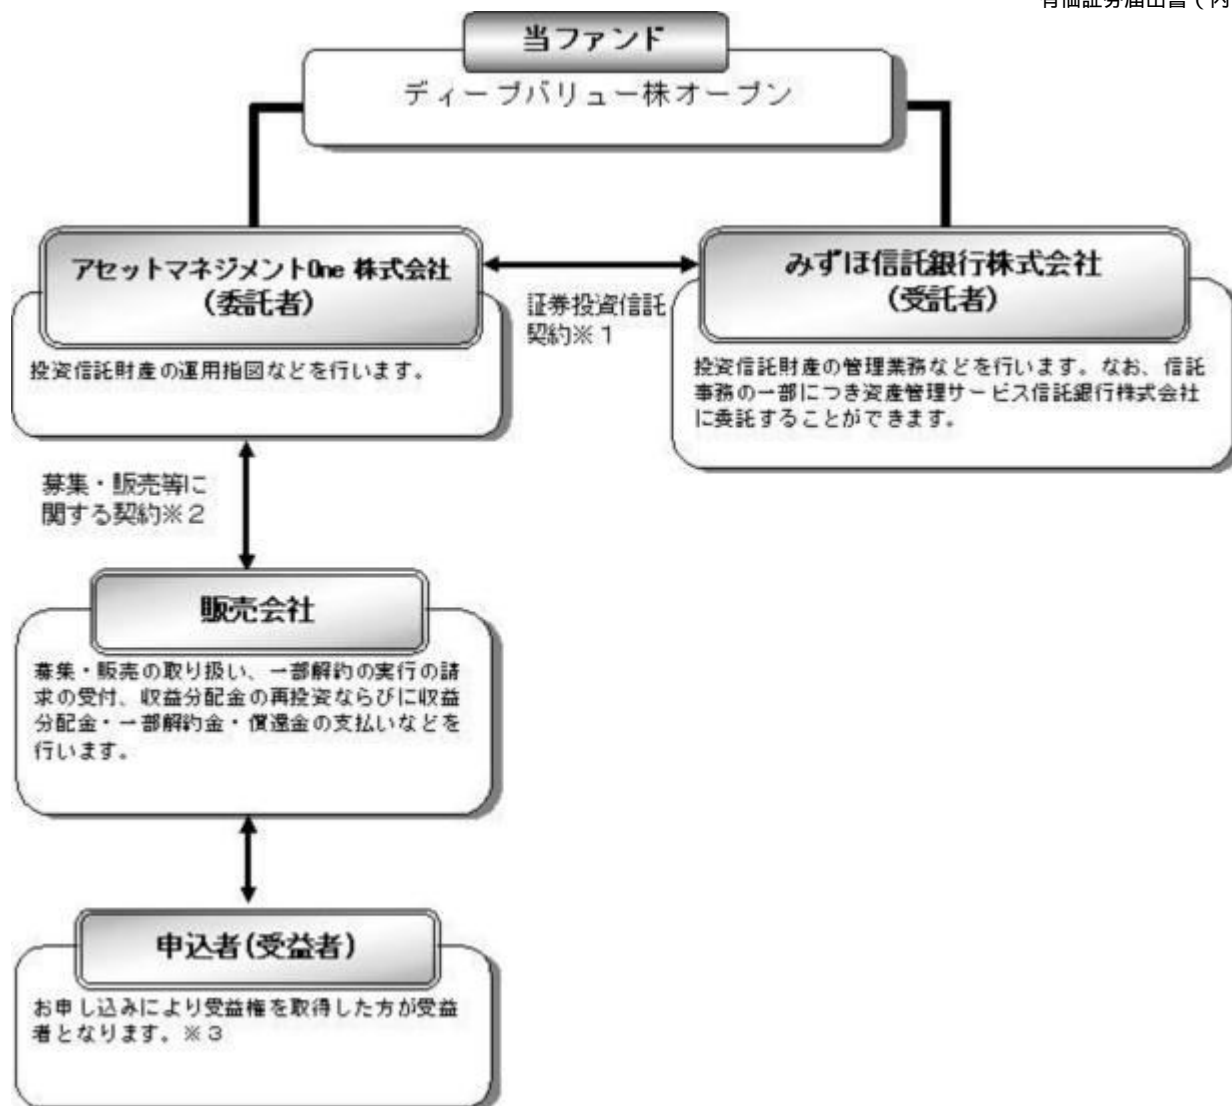 有価証券届出書（内
当ファンド
ディープバリュー株オープン
アセットマネジメントOne 株式会社
(委託者)
投資信託財産の運用指図などを行います。
証券投資信託
契約※１
みずほ信託銀行株式会社
(受託者)
投資信託財産の管理業務などを行います。なお、信託
事務の一部につき資産管理サービス信託銀行株式会社
に委託することができます。
募集・販売等に
関する契約※２
販売会社
募集・販売の取り扱い、一部解約の実行の請
求の受付、収益分配金の再投資ならびに収益
分配金・一部解約金・償還金の支払いなどを
行います。
申込者(受益者)
お申し込みにより受益権を取得した方が受益
者となります。※３